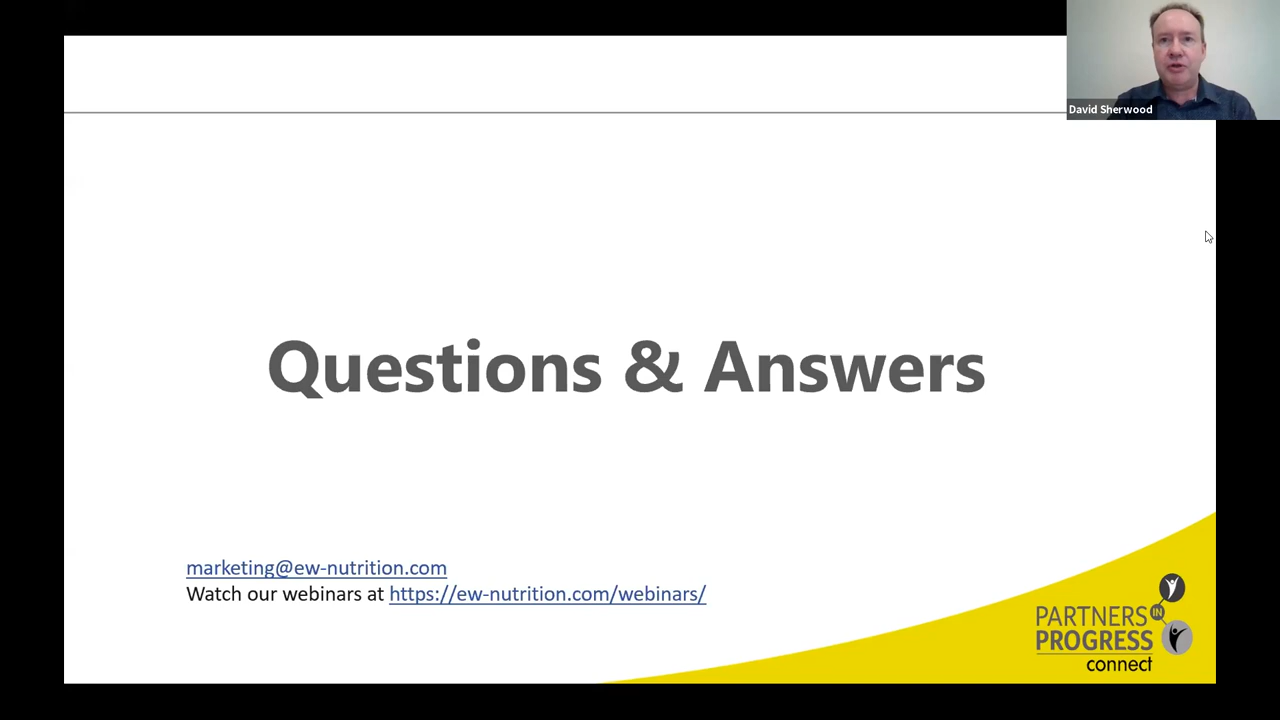 David Sherwood
Questions & Answers
marketing@ew-nutrition.com
Watch our webinars at https://ew-nutrition.com/webinars/
PARTNERS IN
PROGRESS
connect